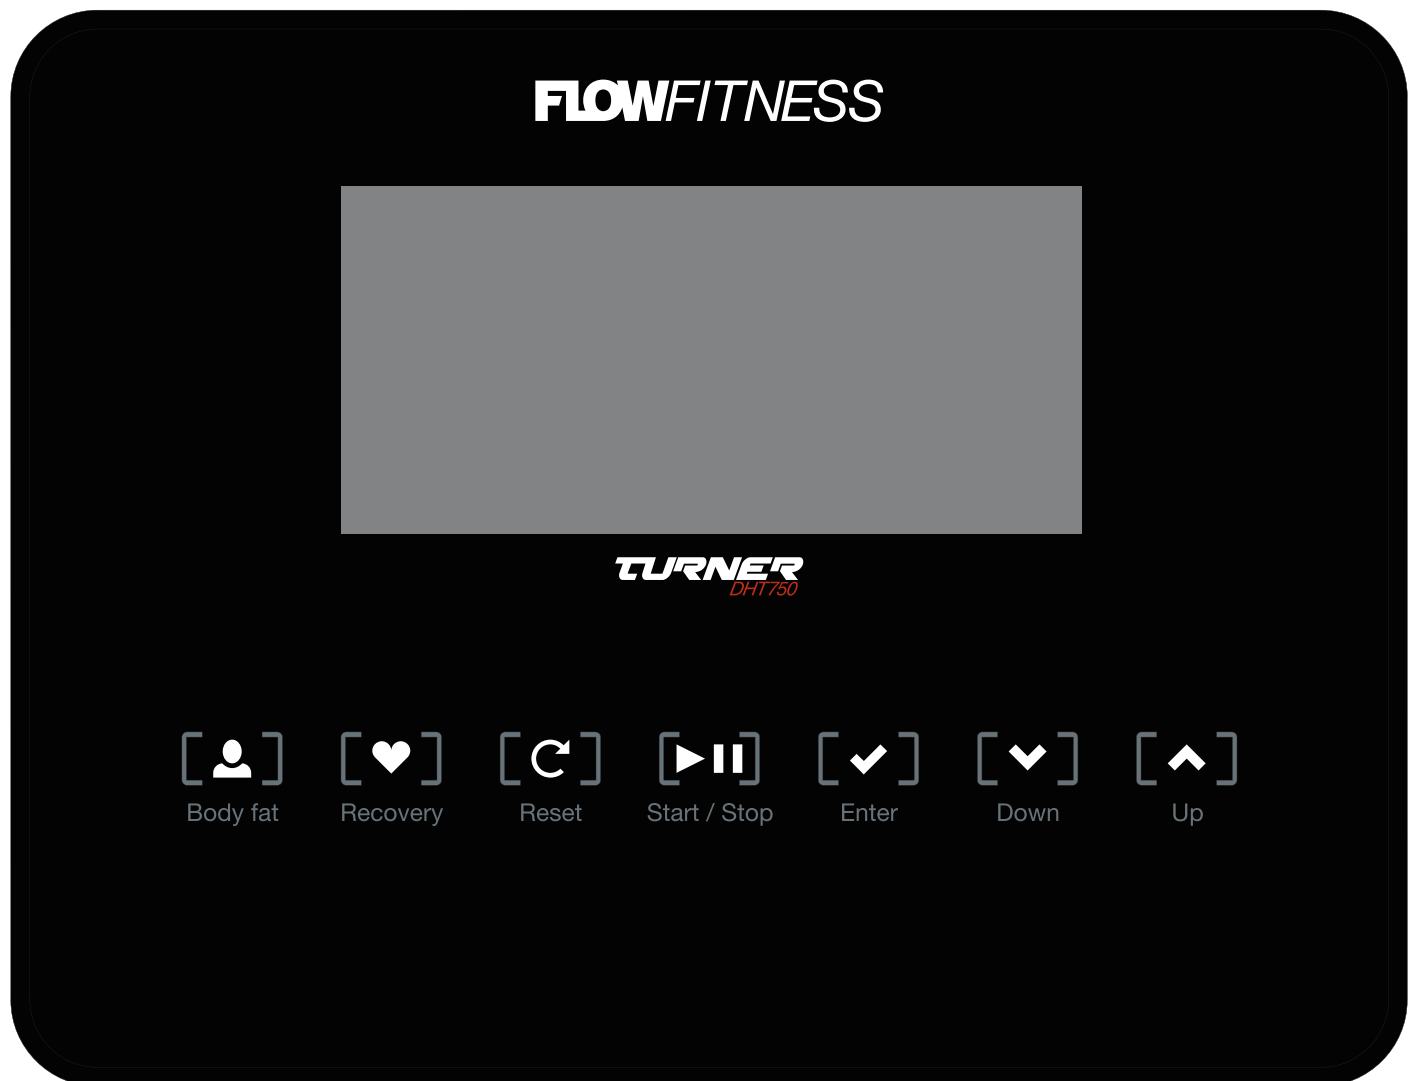 FLOWFITNESS
TURNER
DHT750
Body fat
Recovery
Reset
Start / Stop
Enter
Down
Up